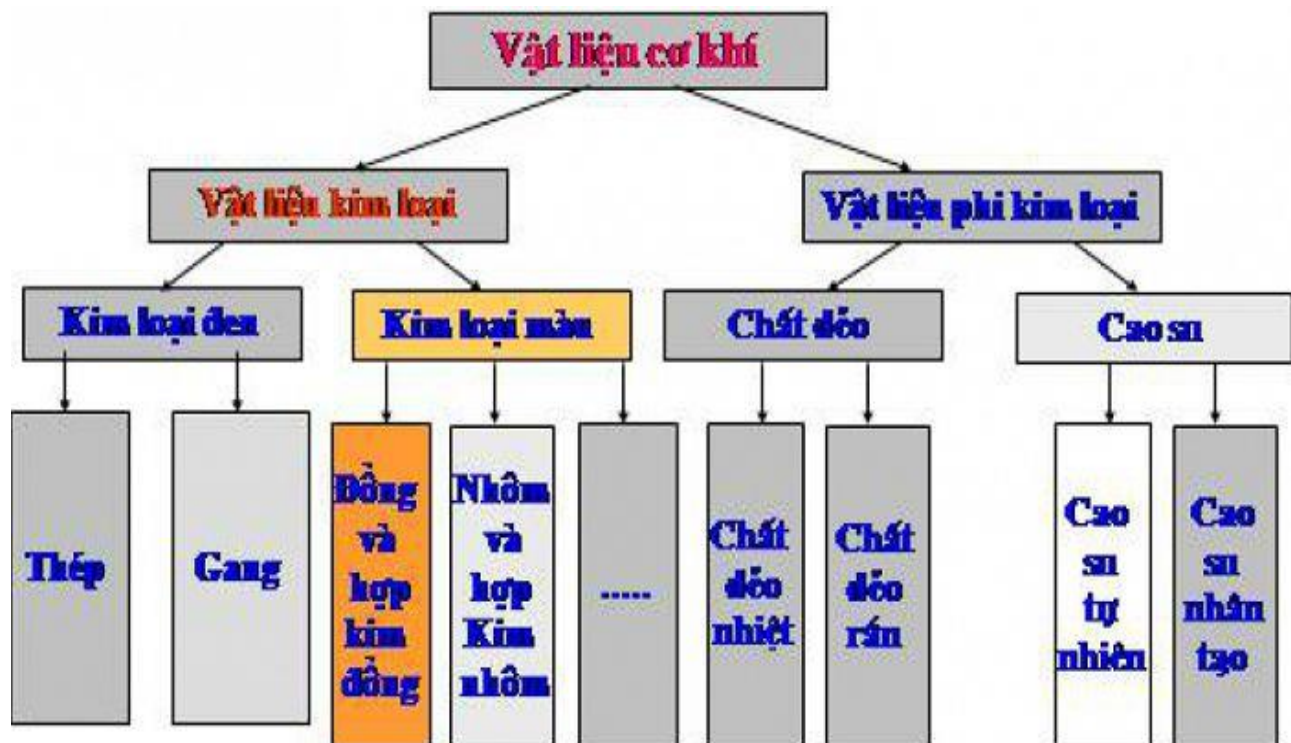 Vật liệu cơ khí
Vật liệu kim loại
Vật liệu phi kim loại
Kim loại đen
Kim loại màu
Chất dẻo
Cao su
Thép
Gang
Đồng
và
hợp
kim
đồng
Nhôm
và
hợp
Kim
nhôm
.....
Chất
dẻo
nhiệt
Chất
dẻo
rắn
Cao
su
tự
nhiên
Cao
su
nhân
tạo